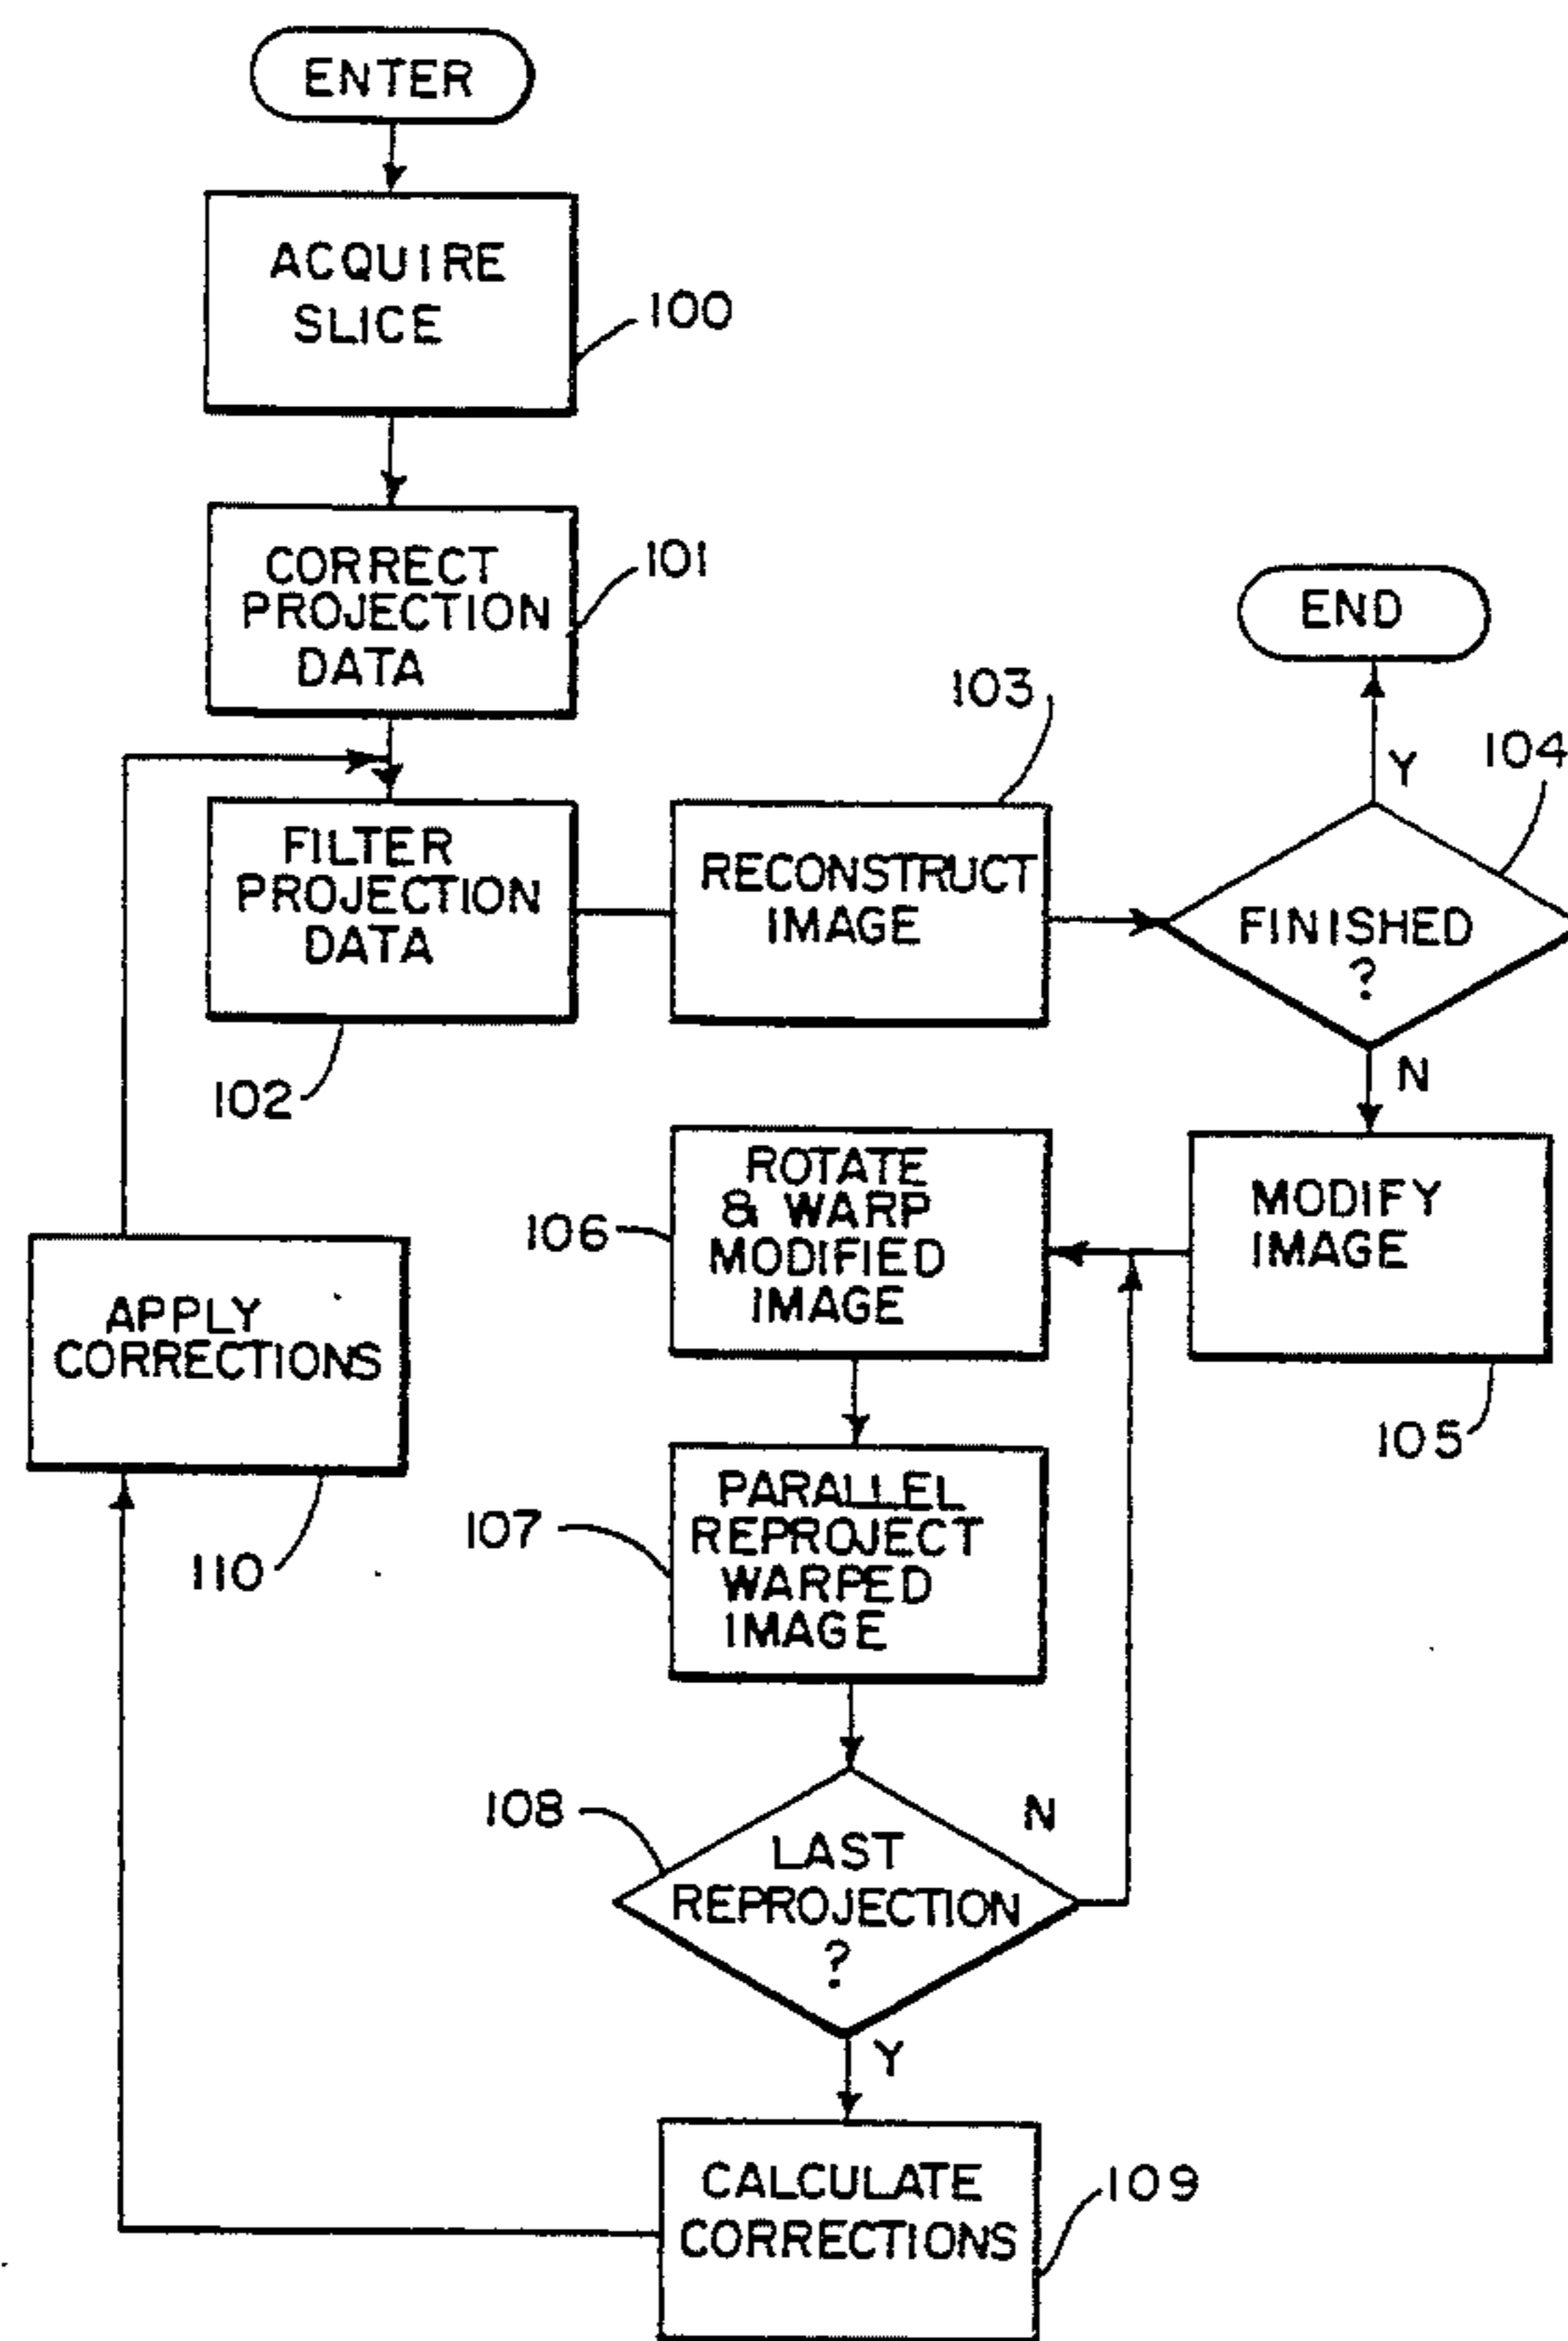 ENTER
ACQUIRE
SLICE
100
CORRECT
PROJECTION
DATA
101
FILTER
PROJECTION
DATA
102
RECONSTRUCT
IMAGE
103
END
Y
104
FINISHED
?
N
MODIFY
IMAGE
105
ROTATE
& WARP
MODIFIED
IMAGE
106
PARALLEL
REPROJECT
WARPED
IMAGE
107
LAST
REPROJECTION
?
108
N
Y
CALCULATE
CORRECTIONS
109
APPLY
CORRECTIONS
110